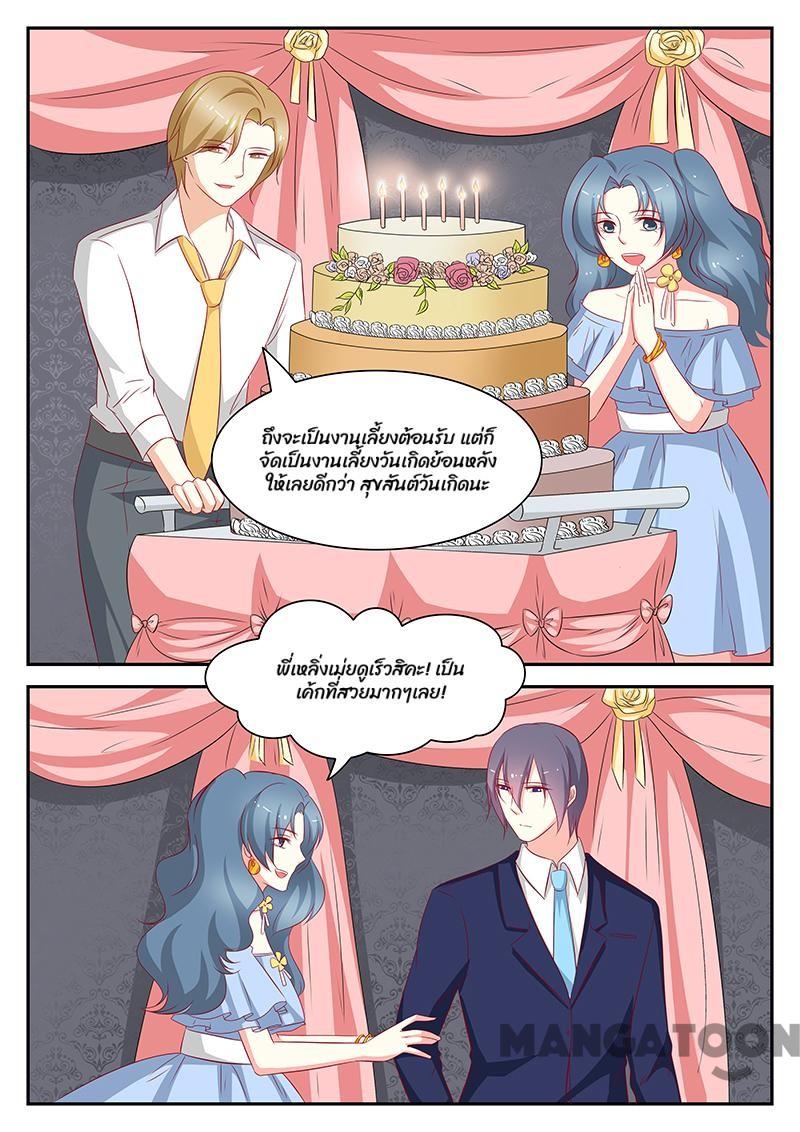 ถึงจะเป็นงานเลี้ยงต้อนรับ แต่ก็
จัดเป็นงานเลี้ยงวันเกิดย้อนหลัง
ให้เลยดีกว่า สุขสันต์วันเกิดนะ
พี่เหลิ่งเม่ยดูเร็วสิคะ! เป็น
เค้กที่สวยมากๆเลย!
MANGATOON